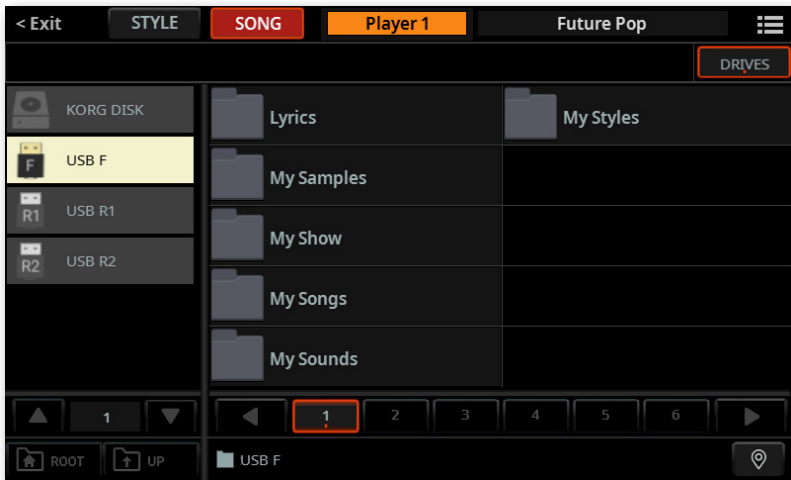 < Exit STYLE SONG Player 1 Future Pop
DRIVES
KORG DISK
F USB F
R1 USB R1
R2 USB R2
Lyrics My Styles
My Samples
My Show
My Songs
My Sounds
1 1 2 3 4 5 6
ROOT UP USB F